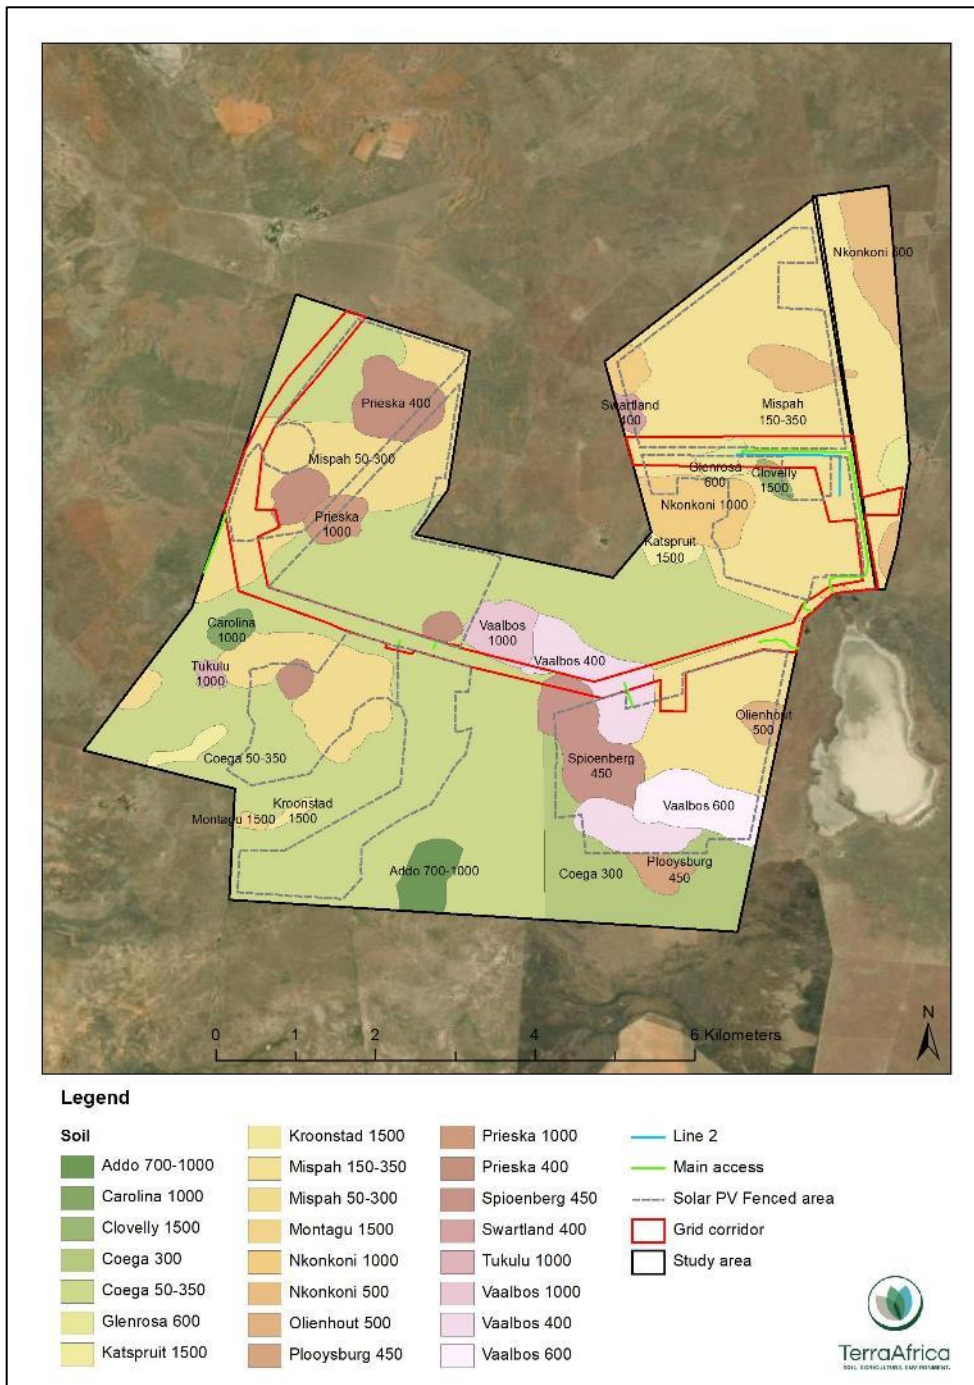 Nkonkoni 600
Prieska 400
Swartland
400
Mispah
150-350
Mispah 50-300
Glenrosa
600
Clovelly
1500
Nkonkoni 1000
Prieska
1000
Katspruit
1500
Carolina
1000
Vaalbos
1000
Vaalbos 400
Tukulu
1000
Olienhout
500
Coega 50-350
Spioenberg
450
Vaalbos 600
Kroonstad
1500
Montagu 1500
Addo 700-1000
Coega 300
Plooysburg
450
N
0 1 2 4 6 Kilometers
Legend
Soil
Addo 700-1000
Carolina 1000
Clovelly 1500
Coega 300
Coega 50-350
Glenrosa 600
Katspruit 1500
Kroonstad 1500
Mispah 150-350
Mispah 50-300
Montagu 1500
Nkonkoni 1000
Nkonkoni 500
Olienhout 500
Plooysburg 450
Prieska 1000
Prieska 400
Spioenberg 450
Swartland 400
Tukulu 1000
Vaalbos 1000
Vaalbos 400
Vaalbos 600
Line 2
Main access
Solar PV Fenced area
Grid corridor
Study area
TerraAfrica
SOIL. AGRICULTURE. ENVIRONMENT.